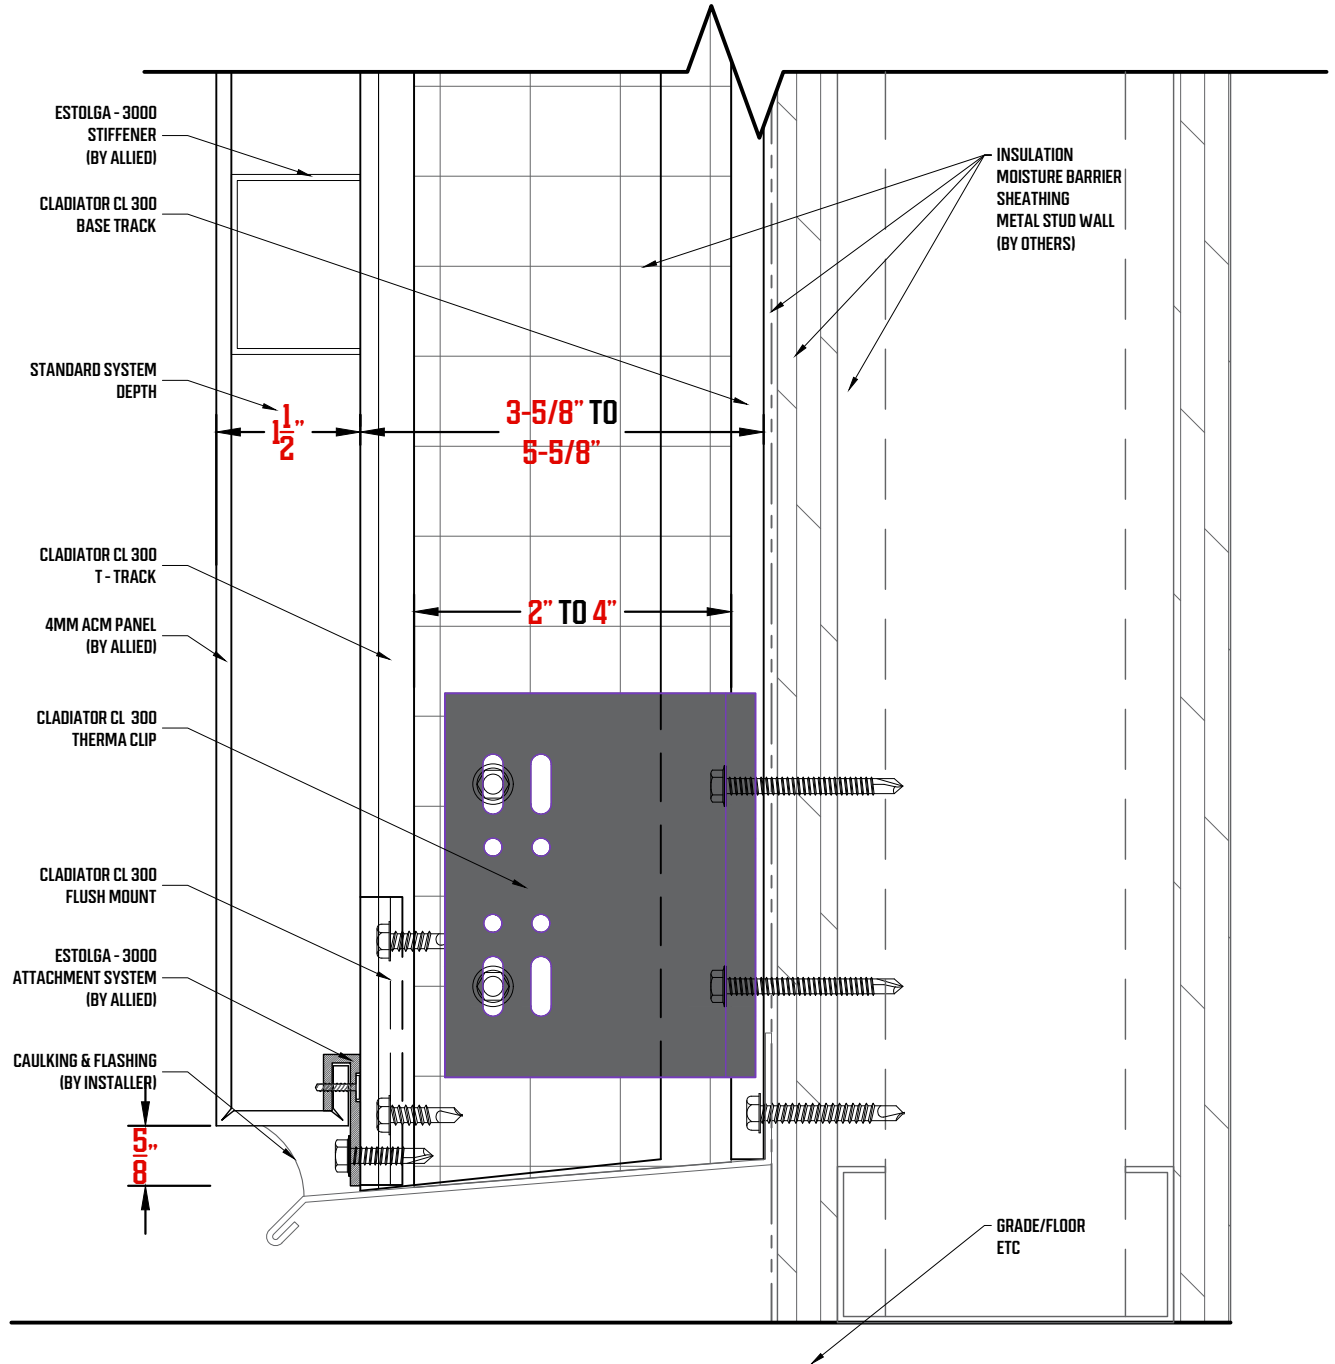 ESTOLGA - 3000
STIFFENER
(BY ALLIED)
CLADIATOR CL 300
BASE TRACK
INSULATION
MOISTURE BARRIER
SHEATHING
METAL STUD WALL
(BY OTHERS)
STANDARD SYSTEM
DEPTH
1 1/2"
3-5/8" TO
5-5/8"
CLADIATOR CL 300
T - TRACK
2" TO 4"
4MM ACM PANEL
(BY ALLIED)
CLADIATOR CL 300
THERMA CLIP
CLADIATOR CL 300
FLUSH MOUNT
ESTOLGA - 3000
ATTACHMENT SYSTEM
(BY ALLIED)
CAULKING & FLASHING
(BY INSTALLER)
5/8"
GRADE/FLOOR
ETC